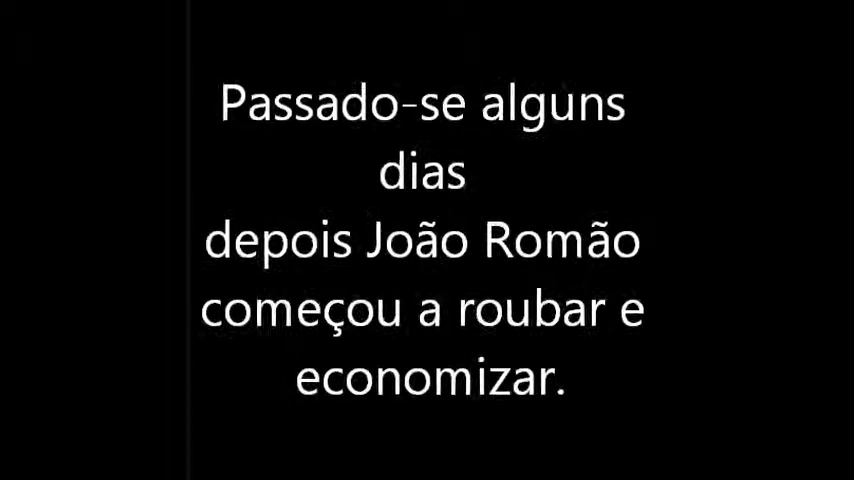 Passado-se alguns
dias
depois João Romão
começou a roubar e
economizar.